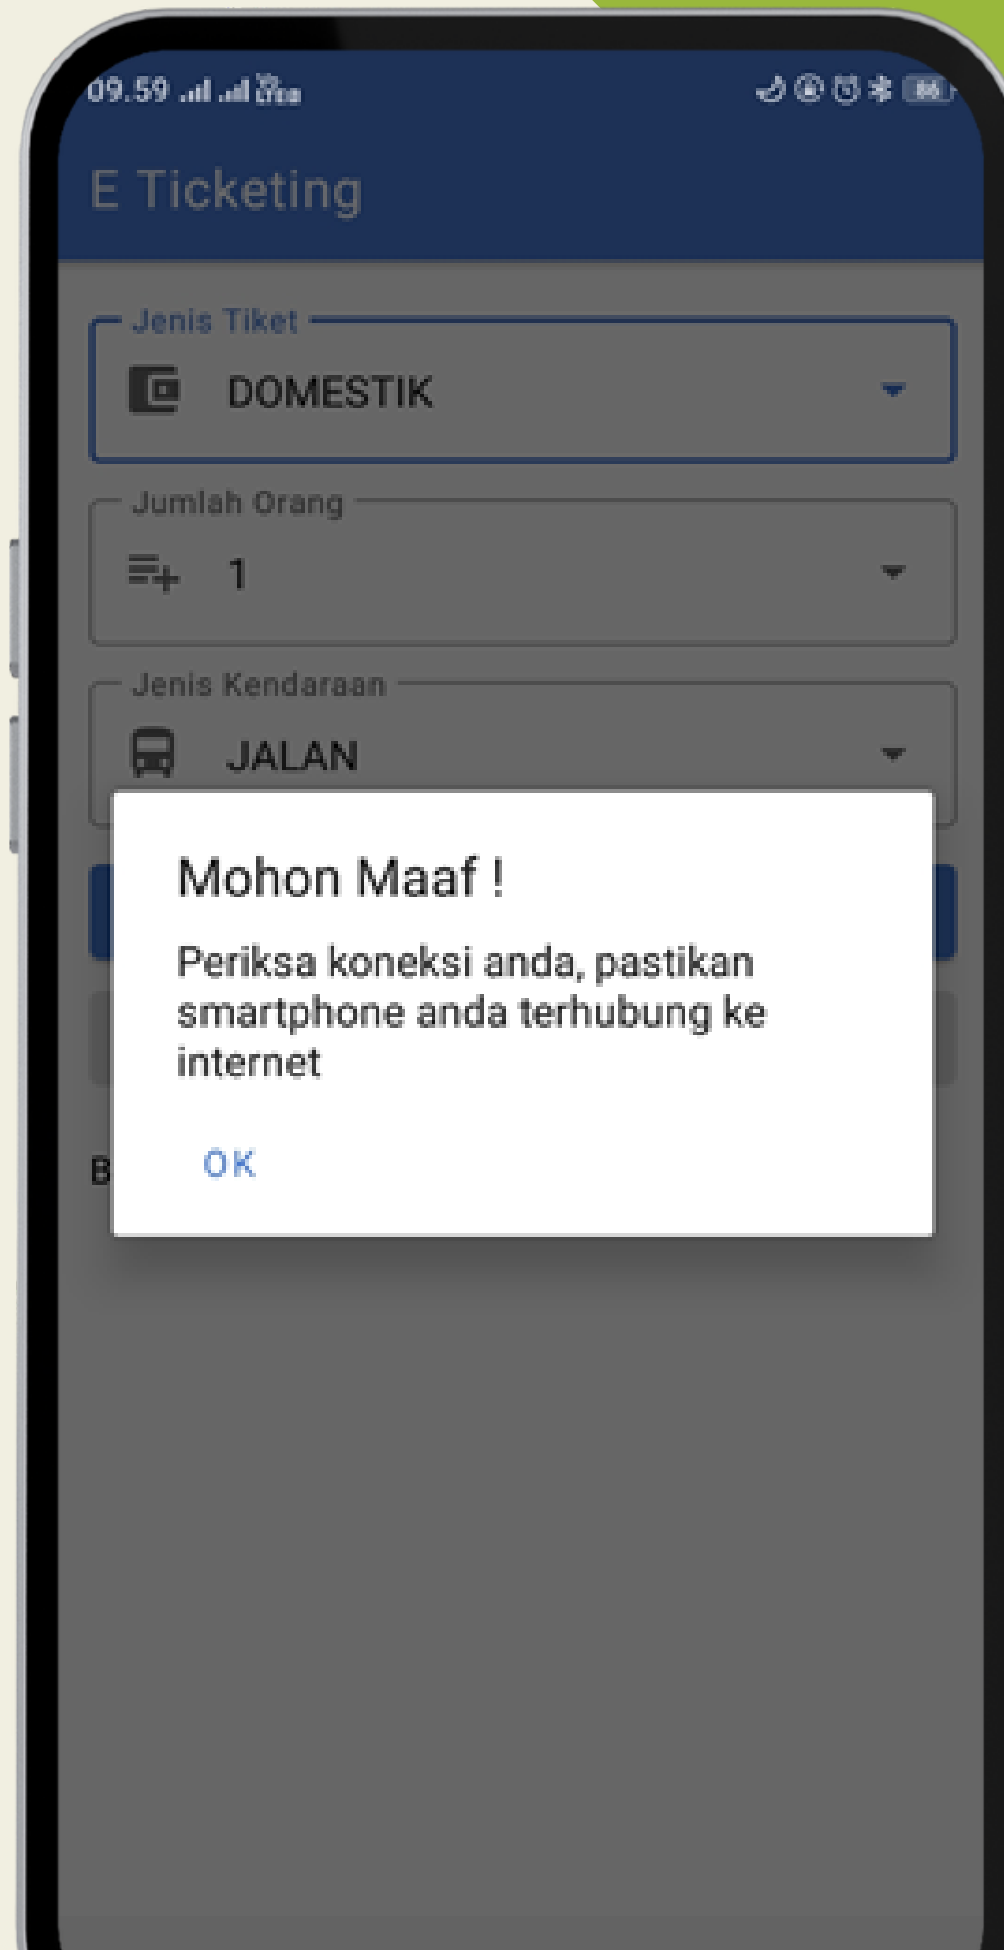 09.59
86
E Ticketing
Jenis Tiket
DOMESTIK
Jumlah Orang
1
Jenis Kendaraan
JALAN
Mohon Maaf !
Periksa koneksi anda, pastikan
smartphone anda terhubung ke
internet
OK